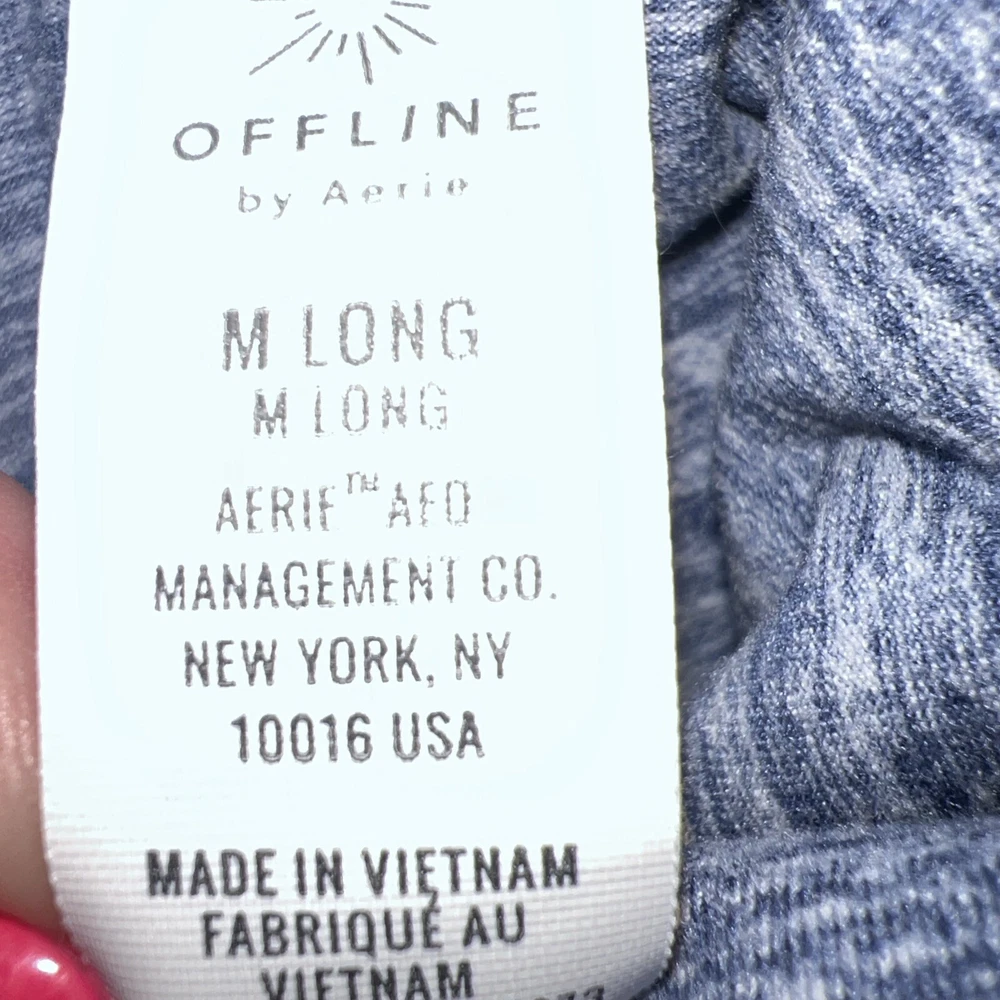 OFFLINE
by Aerie
M LONG
M LONG
AERIE™ AEO
MANAGEMENT CO.
NEW YORK, NY
10016 USA
MADE IN VIETNAM
FABRIQUÉ AU
VIETNAM